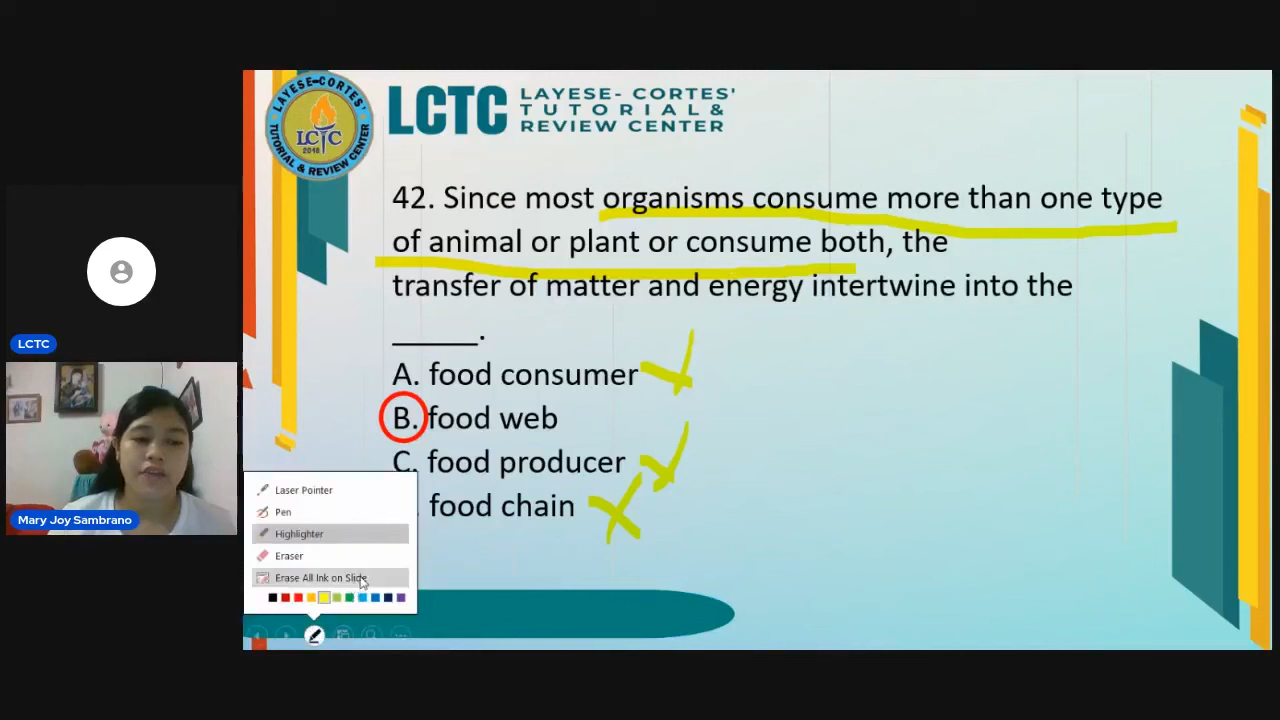 LAYESE-CORTES'
TUTORIAL & REVIEW CENTER
LCTC
2018
LCTC
LAYESE- CORTES'
TUTORIAL &
REVIEW CENTER
42. Since most organisms consume more than one type
of animal or plant or consume both, the
transfer of matter and energy intertwine into the
_____.
A. food consumer
B. food web
C. food producer
. food chain
LCTC
Mary Joy Sambrano
Laser Pointer
Pen
Highlighter
Eraser
Erase All Ink on Slide